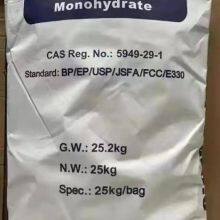 Monohydrate
CAS Reg. No.: 5949-29-1
Standard: BP/EP/USP/JSFA/FCC/E330
G.W.: 25.2kg
N.W.: 25kg
Spec.: 25kg/bag